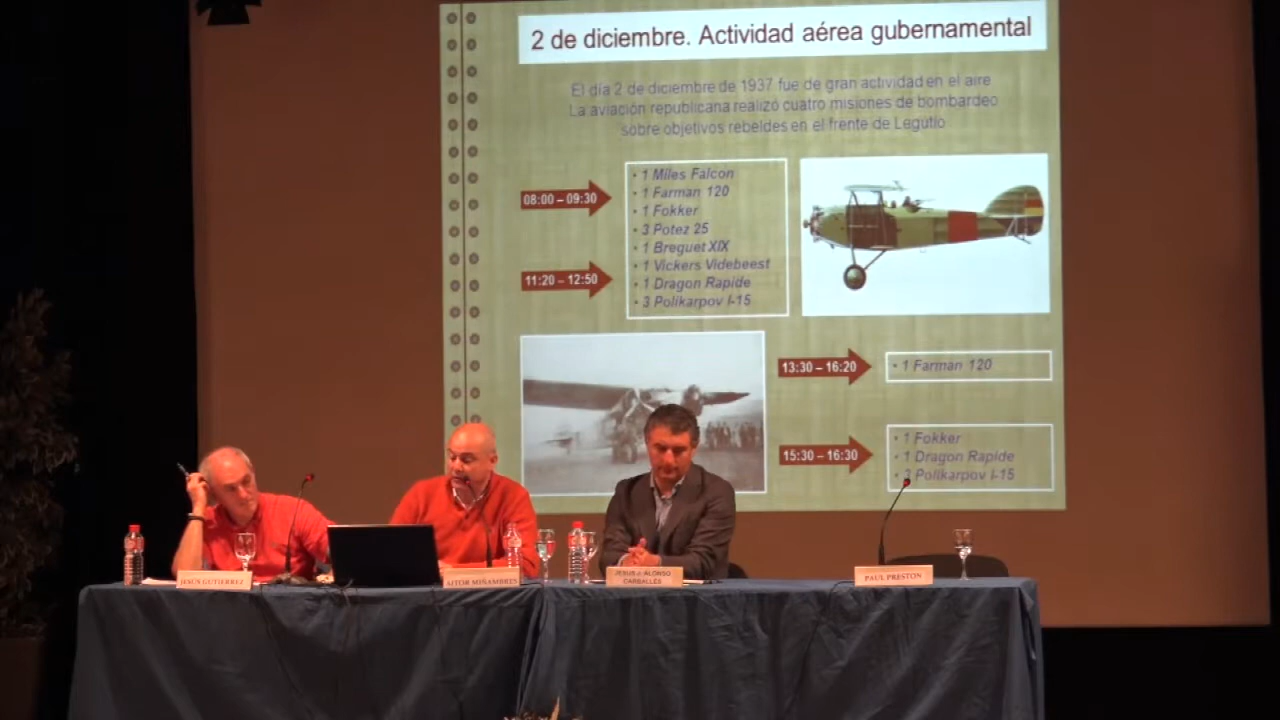 2 de diciembre. Actividad aérea gubernamental
El día 2 de diciembre de 1937 fue de gran actividad en el aire
La aviación republicana realizó cuatro misiones de bombardeo
sobre objetivos rebeldes en el frente de Legutio
08:00 – 09:30
• 1 Miles Falcon
• 1 Farman 120
• 1 Fokker
• 3 Potez 25
• 1 Breguet XIX
• 1 Vickers Videbeest
• 1 Dragon Rapide
• 3 Polikarpov I-15
11:20 – 12:50
13:30 – 16:20
• 1 Farman 120
15:30 – 16:30
• 1 Fokker
• 1 Dragon Rapide
• 3 Polikarpov I-15
JESÚS GUTIERREZ
AITOR MIÑAMBRES
JESUS J. ALONSO
CARBALLÉS
PAUL PRESTON